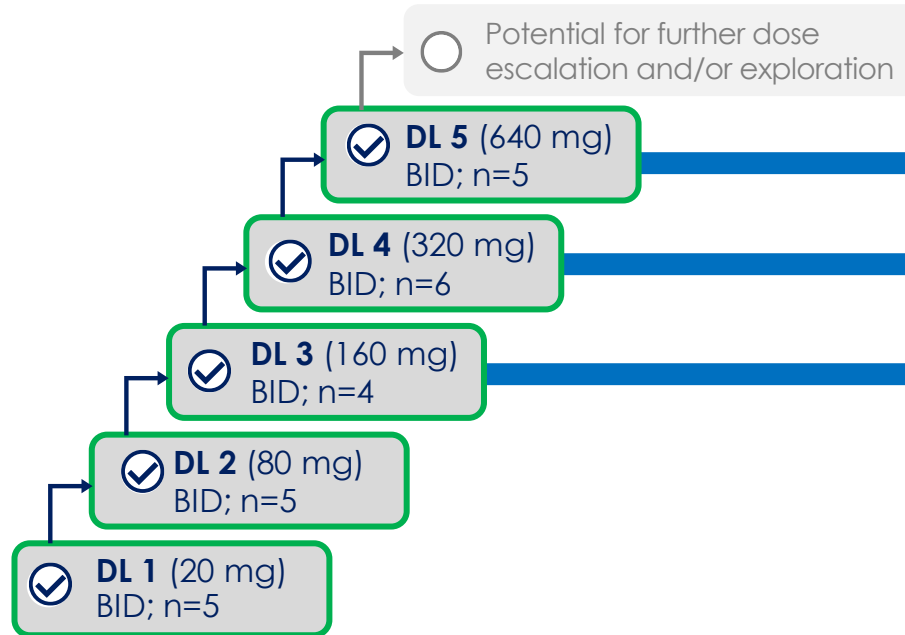 Potential for further dose
escalation and/or exploration
DL 5 (640 mg)
BID; n=5
DL 4 (320 mg)
BID; n=6
DL 3 (160 mg)
BID; n=4
DL 2 (80 mg)
BID; n=5
DL 1 (20 mg)
BID; n=5